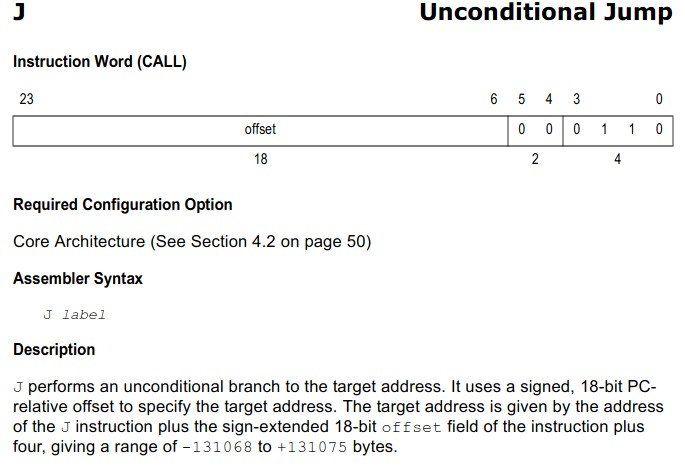 J Unconditional Jump
Instruction Word (CALL)
23 6 5 4 3 0
offset 0 0 0 1 1 0
18 2 4
Required Configuration Option
Core Architecture (See Section 4.2 on page 50)
Assembler Syntax
J label
Description
J performs an unconditional branch to the target address. It uses a signed, 18-bit PC-
relative offset to specify the target address. The target address is given by the address
of the J instruction plus the sign-extended 18-bit offset field of the instruction plus
four, giving a range of -131068 to +131075 bytes.